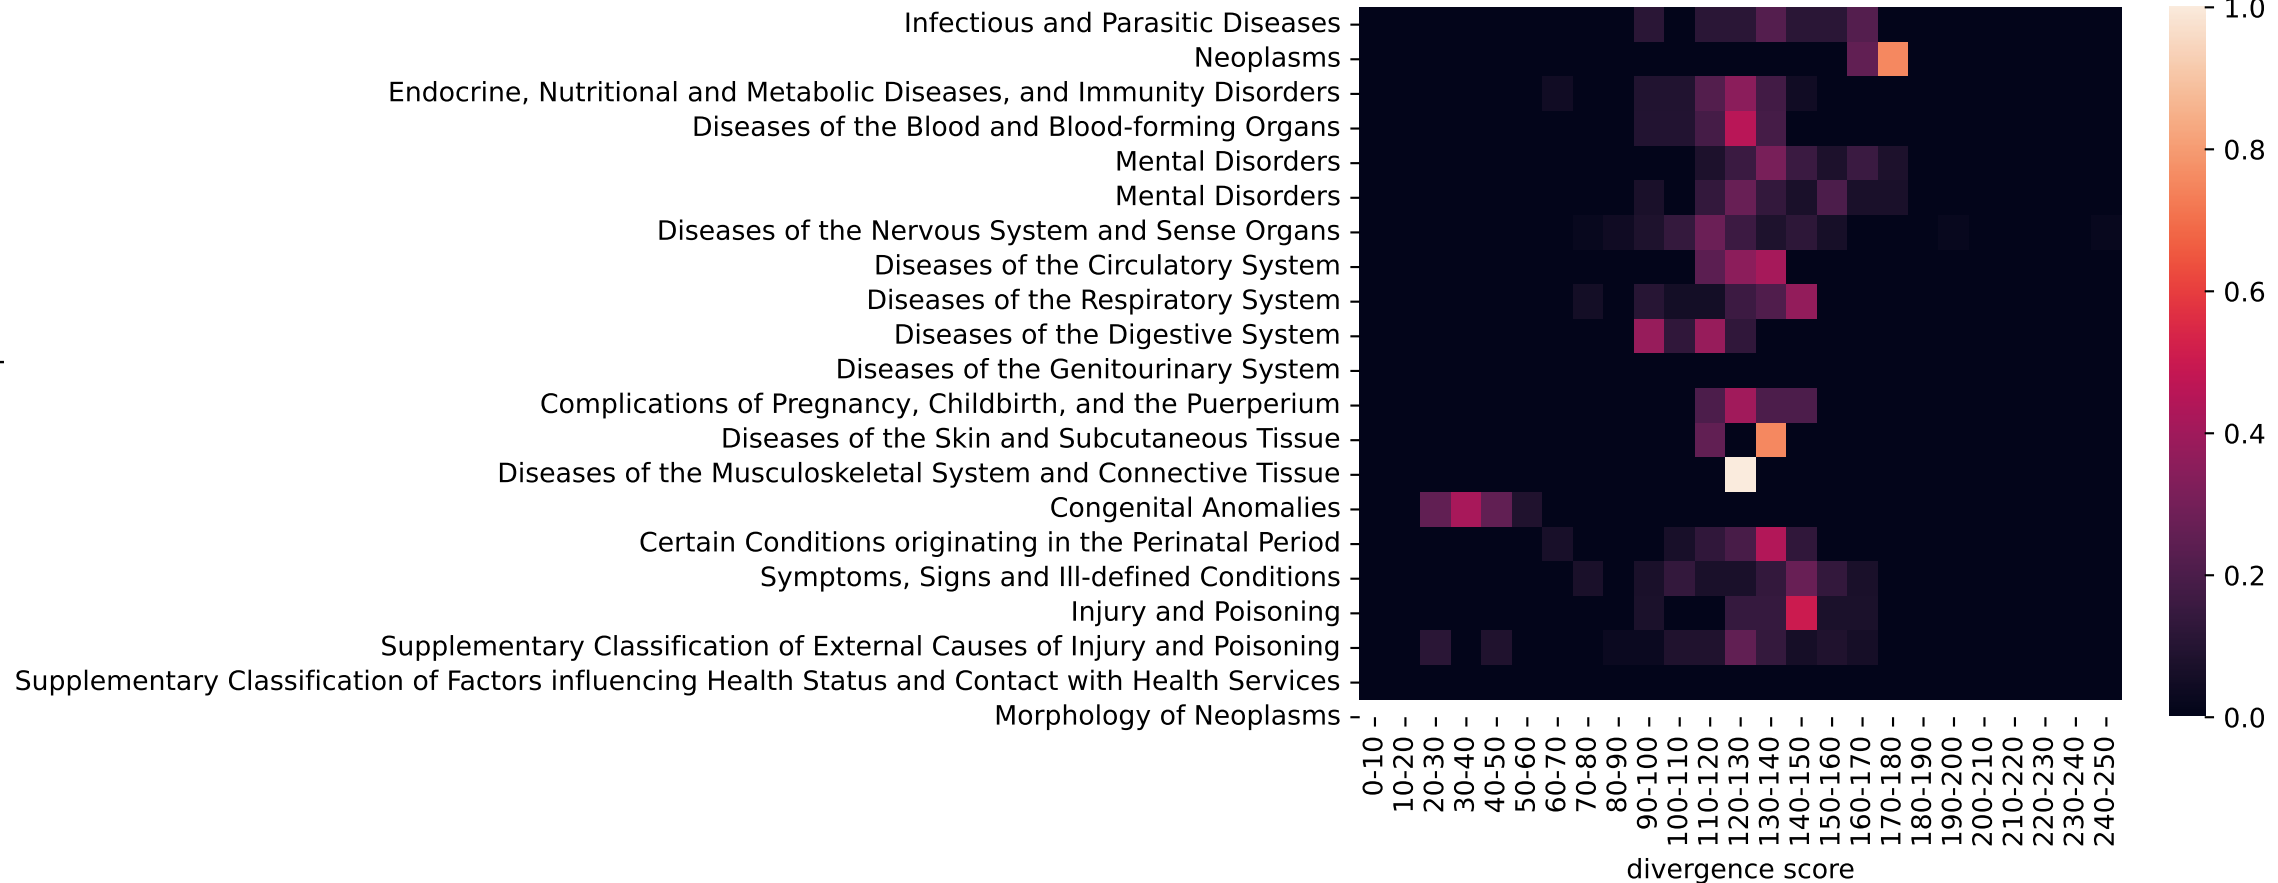 Infectious and Parasitic Diseases
Neoplasms
Endocrine, Nutritional and Metabolic Diseases, and Immunity Disorders
Diseases of the Blood and Blood-forming Organs
Mental Disorders
Mental Disorders
Diseases of the Nervous System and Sense Organs
Diseases of the Circulatory System
Diseases of the Respiratory System
Diseases of the Digestive System
Diseases of the Genitourinary System
Complications of Pregnancy, Childbirth, and the Puerperium
Diseases of the Skin and Subcutaneous Tissue
Diseases of the Musculoskeletal System and Connective Tissue
Congenital Anomalies
Certain Conditions originating in the Perinatal Period
Symptoms, Signs and Ill-defined Conditions
Injury and Poisoning
Supplementary Classification of External Causes of Injury and Poisoning
Supplementary Classification of Factors influencing Health Status and Contact with Health Services
Morphology of Neoplasms
0-10
10-20
20-30
30-40
40-50
50-60
60-70
70-80
80-90
90-100
100-110
110-120
120-130
130-140
140-150
150-160
160-170
170-180
180-190
190-200
200-210
210-220
220-230
230-240
240-250
divergence score
1.0
0.8
0.6
0.4
0.2
0.0